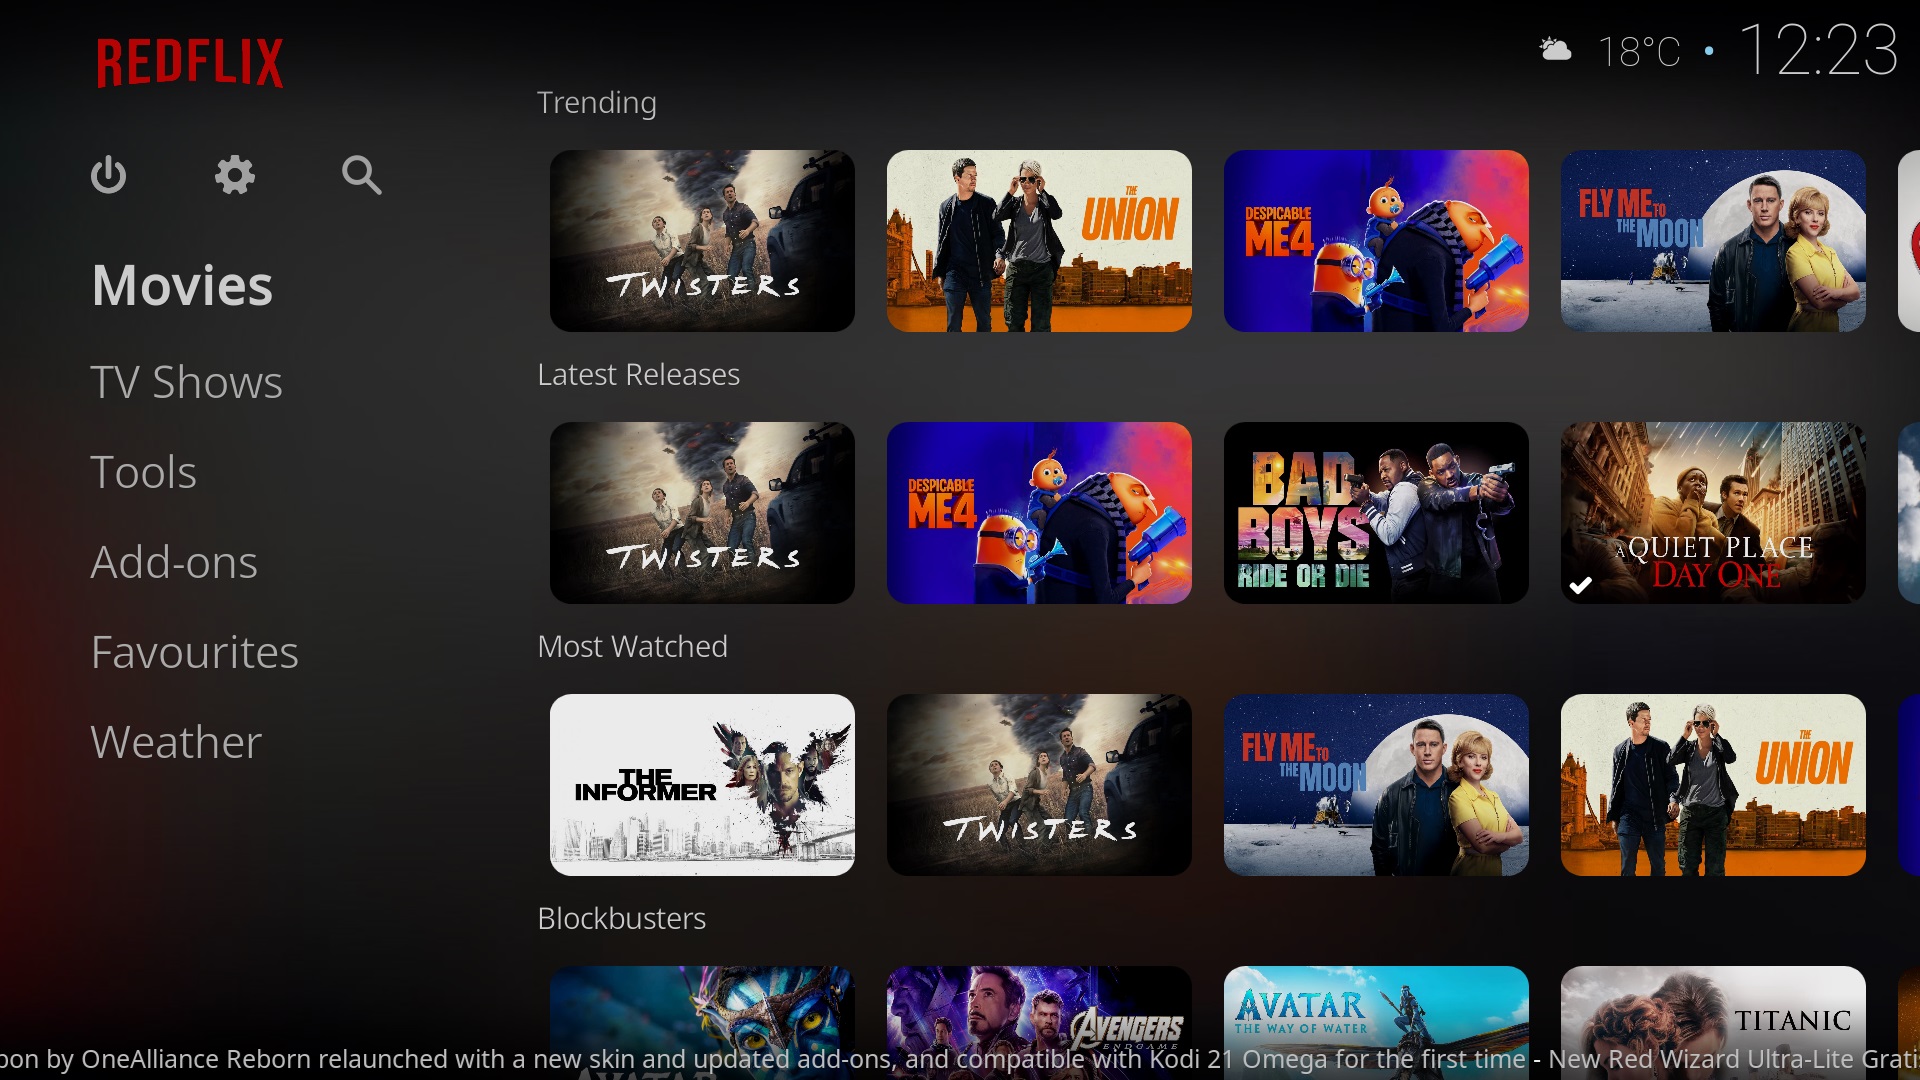 REDFLIX
18°C • 12:23
Movies
TV Shows
Tools
Add-ons
Favourites
Weather
Trending
TWISTERS
THE
UNION
DESPICABLE
ME4
FLY ME TO
THE MOON
Latest Releases
TWISTERS
DESPICABLE
ME4
BAD
BOYS
RIDE OR DIE
A QUIET PLACE
DAY ONE
Most Watched
THE
INFORMER
TWISTERS
FLY ME TO
THE MOON
THE
UNION
Blockbusters
AVATAR
AVENGERS
ENDGAME
AVATAR
THE WAY OF WATER
TITANIC
by OneAlliance Reborn relaunched with a new skin and updated add-ons, and compatible with Kodi 21 Omega for the first time - New Red Wizard Ultra-Lite